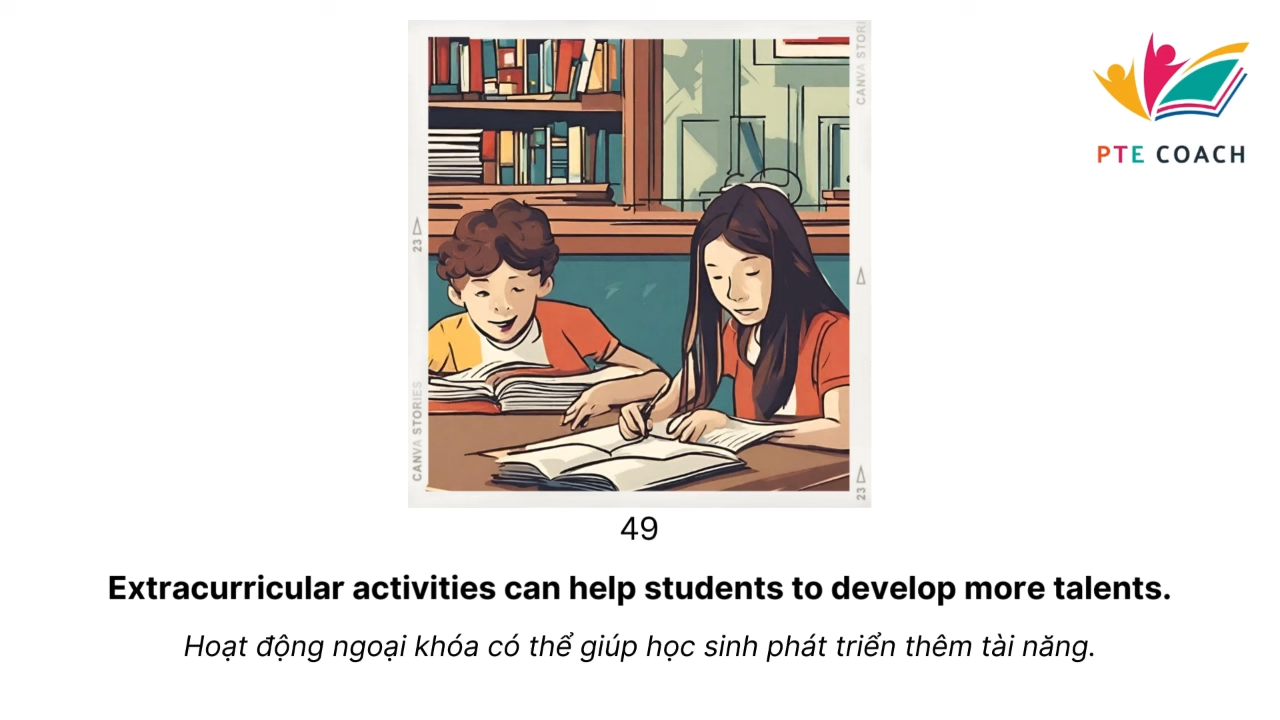 PTE COACH
CANVA STORI
23
CANVA STORIES
23
49
Extracurricular activities can help students to develop more talents.
Hoạt động ngoại khóa có thể giúp học sinh phát triển thêm tài năng.